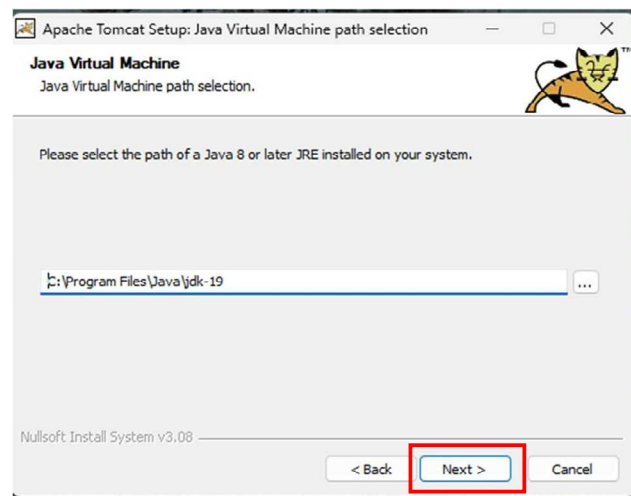 Apache Tomcat Setup: Java Virtual Machine path selection
TM
Java Virtual Machine
Java Virtual Machine path selection.
Please select the path of a Java 8 or later JRE installed on your system.
C:\Program Files\Java\jdk-19
...
Nullsoft Install System v3.08
< Back
Next >
Cancel